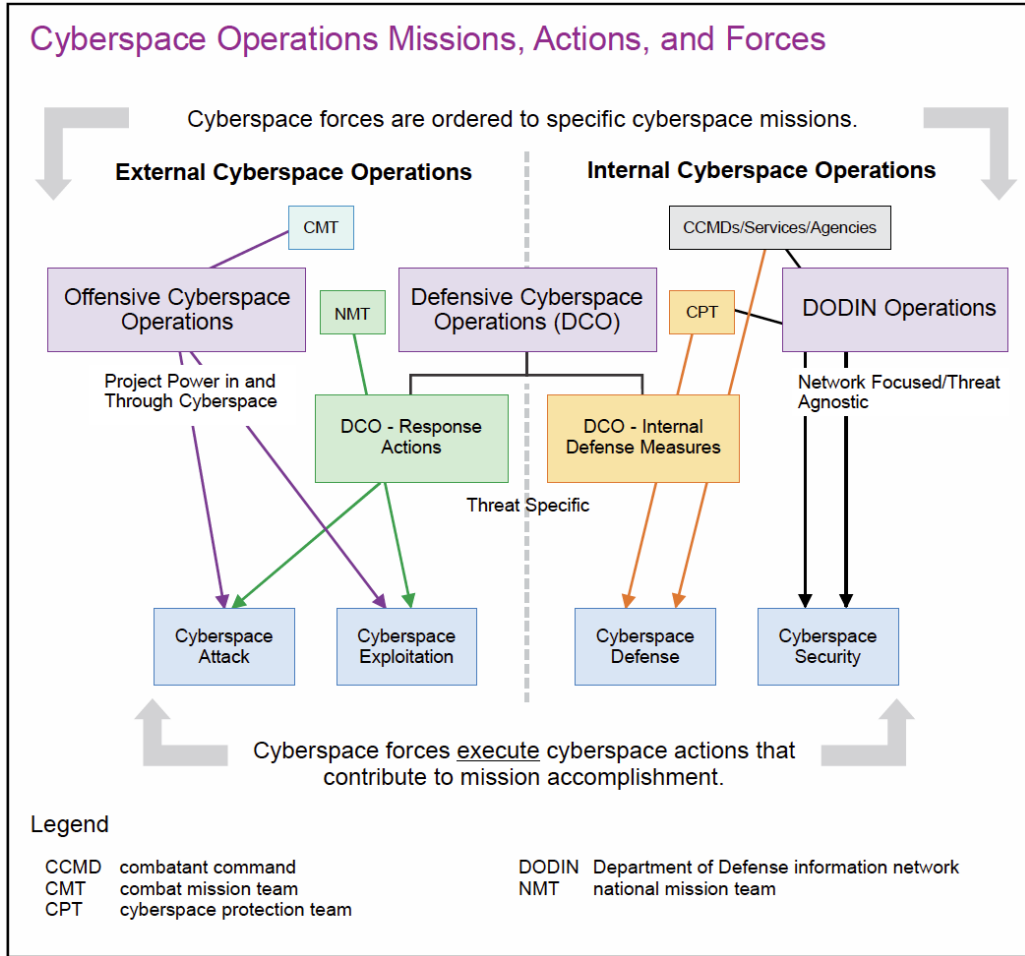 Cyberspace Operations Missions, Actions, and Forces
Cyberspace forces are ordered to specific cyberspace missions.
External Cyberspace Operations
Internal Cyberspace Operations
CMT
CCMDs/Services/Agencies
Offensive Cyberspace
Operations
NMT
Defensive Cyberspace
Operations (DCO)
CPT
DODIN Operations
Project Power in and
Through Cyberspace
Network Focused/Threat
Agnostic
DCO - Response
Actions
DCO - Internal
Defense Measures
Threat Specific
Cyberspace
Attack
Cyberspace
Exploitation
Cyberspace
Defense
Cyberspace
Security
Cyberspace forces execute cyberspace actions that
contribute to mission accomplishment.
Legend
CCMD combatant command
CMT combat mission team
CPT cyberspace protection team
DODIN Department of Defense information network
NMT national mission team